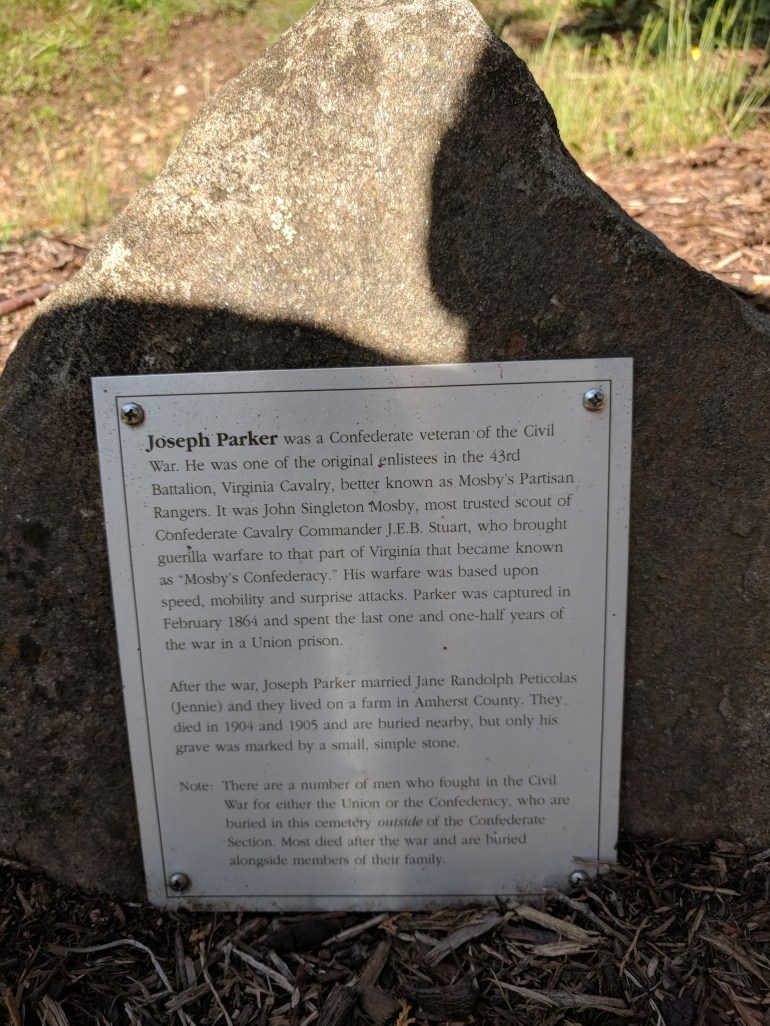 Joseph Parker was a Confederate veteran of the Civil
War. He was one of the original enlistees in the 43rd
Battalion, Virginia Cavalry, better known as Mosby's Partisan
Rangers. It was John Singleton Mosby, most trusted scout of
Confederate Cavalry Commander J.E.B. Stuart, who brought
guerilla warfare to that part of Virginia that became known
as "Mosby's Confederacy." His warfare was based upon
speed, mobility and surprise attacks. Parker was captured in
February 1864 and spent the last one and one-half years of
the war in a Union prison.
After the war, Joseph Parker married Jane Randolph Peticolas
(Jennie) and they lived on a farm in Amherst County. They
died in 1904 and 1905 and are buried nearby, but only his
grave was marked by a small, simple stone.
Note: There are a number of men who fought in the Civil
War for either the Union or the Confederacy, who are
buried in this cemetery outside of the Confederate
Section. Most died after the war and are buried
alongside members of their family.